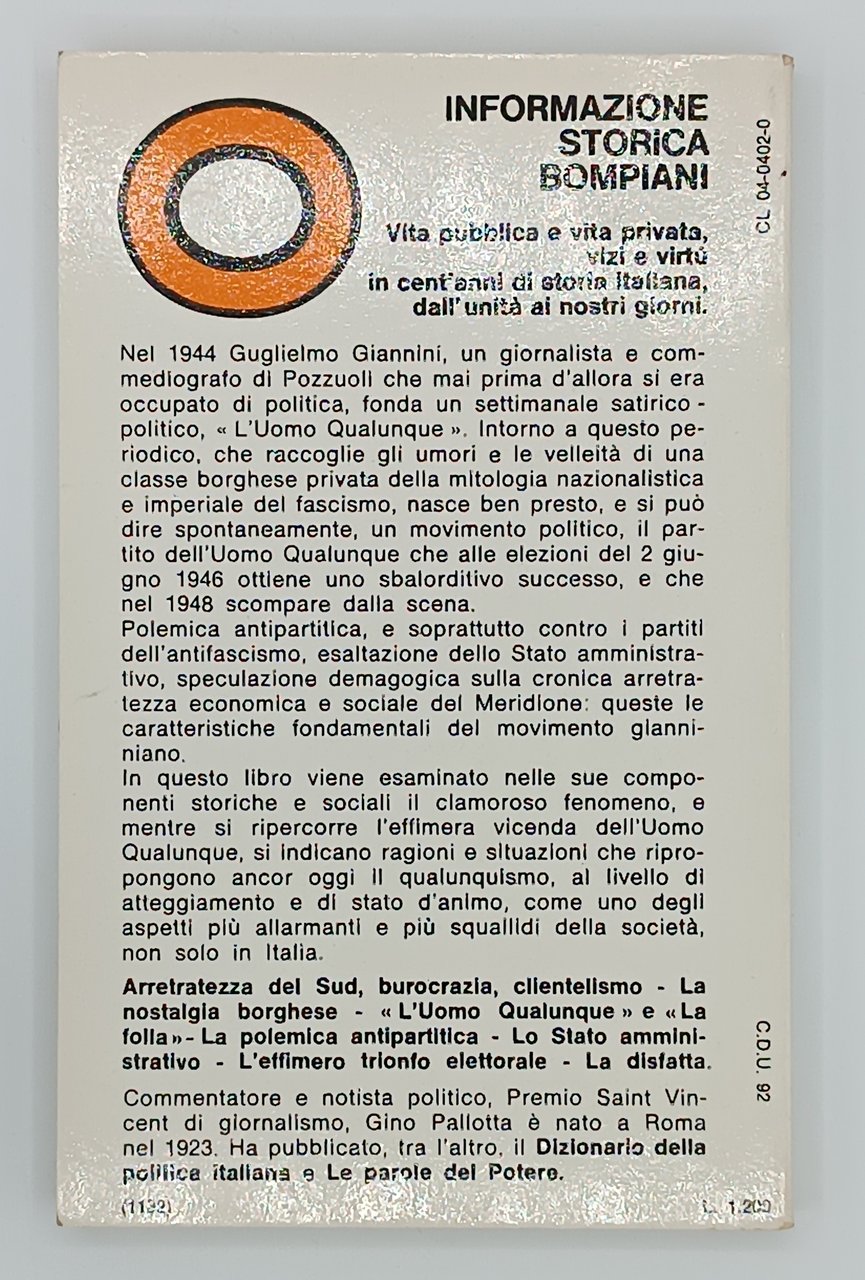 INFORMAZIONE
STORICA
BOMPIANI
CL 04-0402-0
Vita pubblica e vita privata,
vizi e virtú
in cent'anni di storia italiana,
dall'unità ai nostri giorni.
Nel 1944 Guglielmo Giannini, un giornalista e com-
mediografo di Pozzuoli che mai prima d'allora si era
occupato di politica, fonda un settimanale satirico -
politico, « L'Uomo Qualunque ». Intorno a questo pe-
riodico, che raccoglie gli umori e le velleità di una
classe borghese privata della mitologia nazionalistica
e imperiale del fascismo, nasce ben presto, e si può
dire spontaneamente, un movimento politico, il par-
tito dell'Uomo Qualunque che alle elezioni del 2 giu-
gno 1946 ottiene uno sbalorditivo successo, e che
nel 1948 scompare dalla scena.
Polemica antipartitica, e soprattutto contro i partiti
dell'antifascismo, esaltazione dello Stato amministra-
tivo, speculazione demagogica sulla cronica arretra-
tezza economica e sociale del Meridione: queste le
caratteristiche fondamentali del movimento gianni-
niano.
In questo libro viene esaminato nelle sue compo-
nenti storiche e sociali il clamoroso fenomeno, e
mentre si ripercorre l'effimera vicenda dell'Uomo
Qualunque, si indicano ragioni e situazioni che ripro-
pongono ancor oggi il qualunquismo, al livello di
atteggiamento e di stato d'animo, come uno degli
aspetti più allarmanti e più squallidi della società,
non solo in Italia.
Arretratezza del Sud, burocrazia, clientelismo - La
nostalgia borghese - « L'Uomo Qualunque » e « La
folla » - La polemica antipartitica - Lo Stato ammini-
strativo - L'effimero trionfo elettorale - La disfatta.
C.D.U. 92
Commentatore e notista politico, Premio Saint Vin-
cent di giornalismo, Gino Pallotta è nato a Roma
nel 1923. Ha pubblicato, tra l'altro, il Dizionario della
politica italiana e Le parole del Potere.
(1192)
L. 1.200